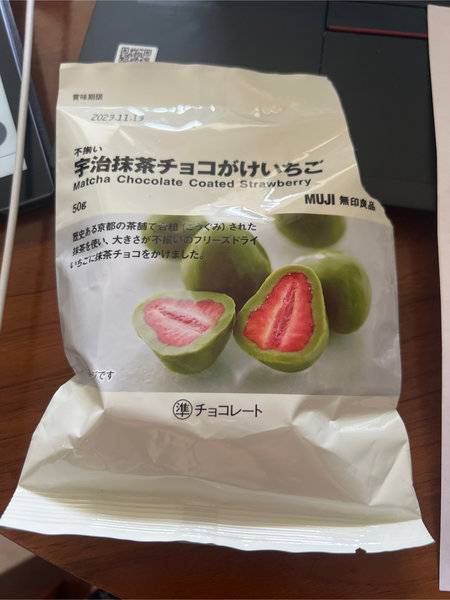 賞味期限
2023.11.13
不揃い
宇治抹茶チョコがけいちご
Matcha Chocolate Coated Strawberry
50g
MUJI 無印良品
歴史ある京都の茶舗で合組（ごうぐみ）された
抹茶を使い、大きさが不揃いのフリーズドライ
いちごに抹茶チョコをかけました。
です
準 チョコレート